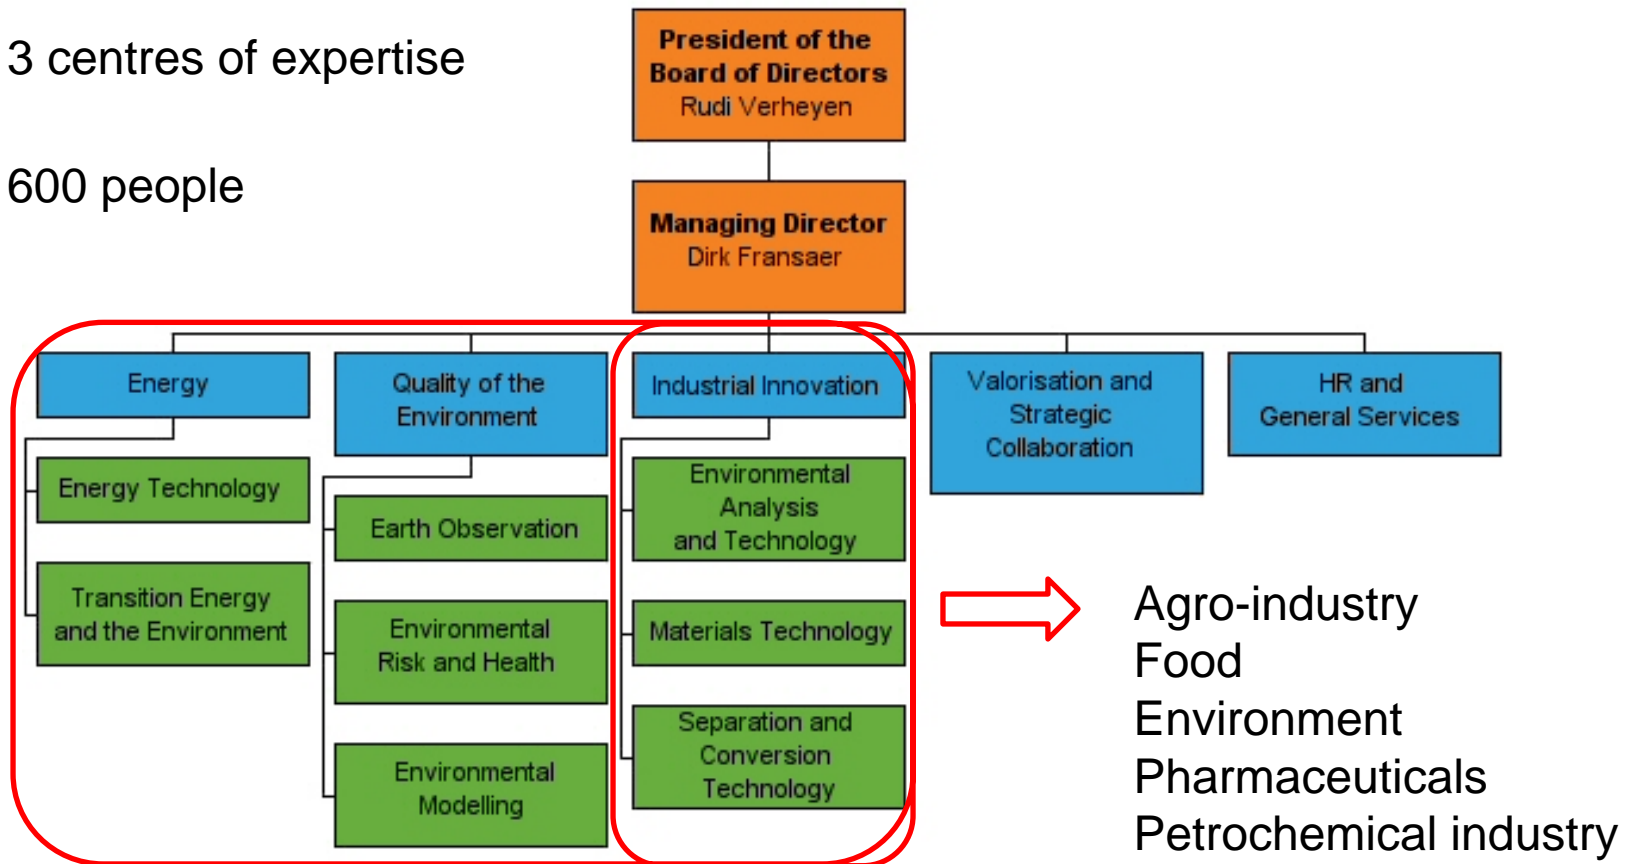 3 centres of expertise
600 people
President of the
Board of Directors
Rudi Verheyen
Managing Director
Dirk Fransaer
Energy
Quality of the
Environment
Industrial Innovation
Valorisation and
Strategic
Collaboration
HR and
General Services
Energy Technology
Transition Energy
and the Environment
Earth Observation
Environmental
Risk and Health
Environmental
Modelling
Environmental
Analysis
and Technology
Materials Technology
Separation and
Conversion
Technology
Agro-industry
Food
Environment
Pharmaceuticals
Petrochemical industry